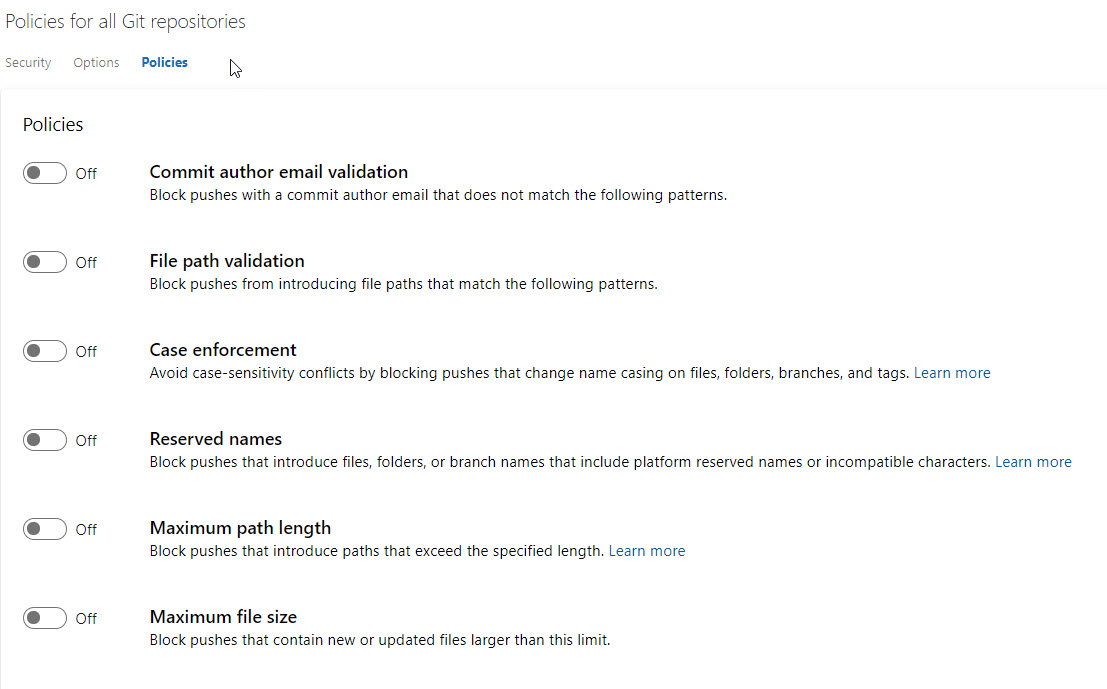 Policies for all Git repositories
Security Options Policies
Policies
Off Commit author email validation
Block pushes with a commit author email that does not match the following patterns.
Off File path validation
Block pushes from introducing file paths that match the following patterns.
Off Case enforcement
Avoid case-sensitivity conflicts by blocking pushes that change name casing on files, folders, branches, and tags. Learn more
Off Reserved names
Block pushes that introduce files, folders, or branch names that include platform reserved names or incompatible characters. Learn more
Off Maximum path length
Block pushes that introduce paths that exceed the specified length. Learn more
Off Maximum file size
Block pushes that contain new or updated files larger than this limit.